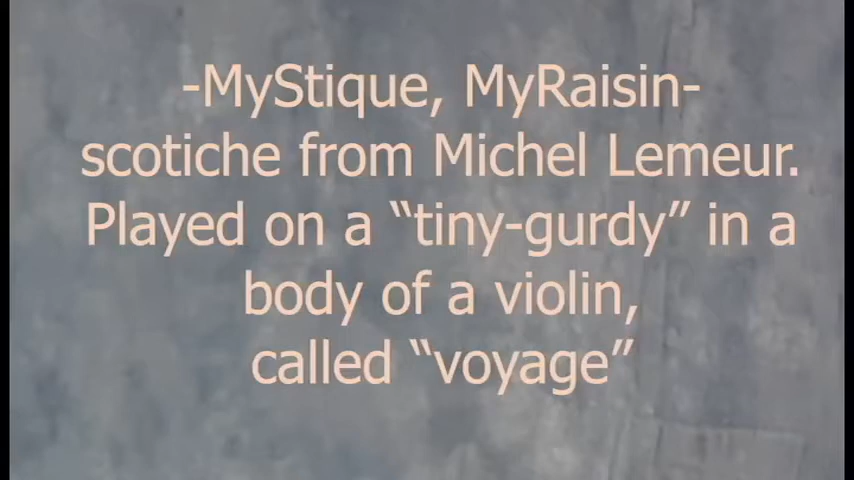 -MyStique, MyRaisin-
scotiche from Michel Lemeur.
Played on a “tiny-gurdy” in a
body of a violin,
called “voyage”